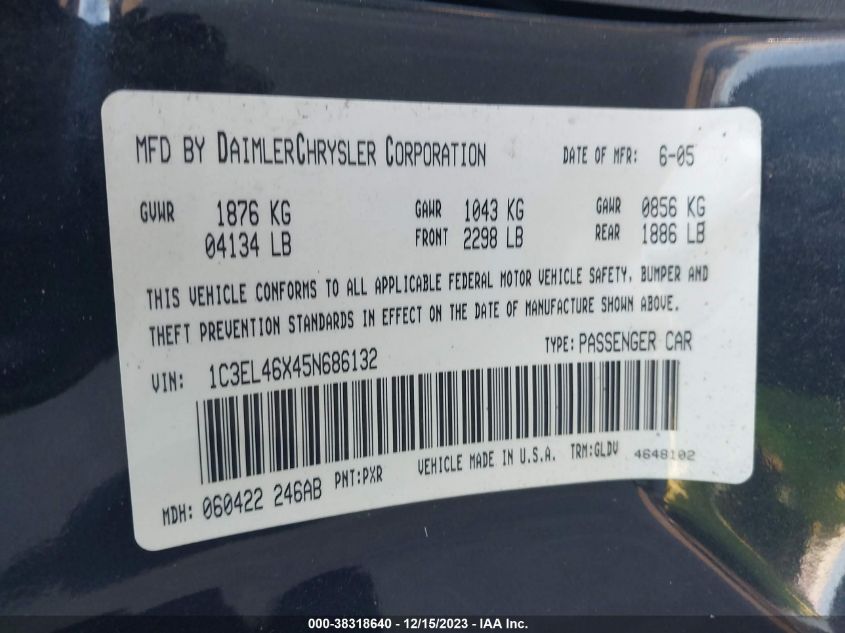 MFD BY DAIMLERCHRYSLER CORPORATION DATE OF MFR: 6-05
GVWR 1876 KG GAWR 1043 KG GAWR 0856 KG
04134 LB FRONT 2298 LB REAR 1886 LB
THIS VEHICLE CONFORMS TO ALL APPLICABLE FEDERAL MOTOR VEHICLE SAFETY, BUMPER AND
THEFT PREVENTION STANDARDS IN EFFECT ON THE DATE OF MANUFACTURE SHOWN ABOVE.
VIN: 1C3EL46X45N686132 TYPE: PASSENGER CAR
MDH: 060422 246AB PNT:PXR VEHICLE MADE IN U.S.A. TRM:GLDV 4648102
000-38318640 - 12/15/2023 - IAA Inc.